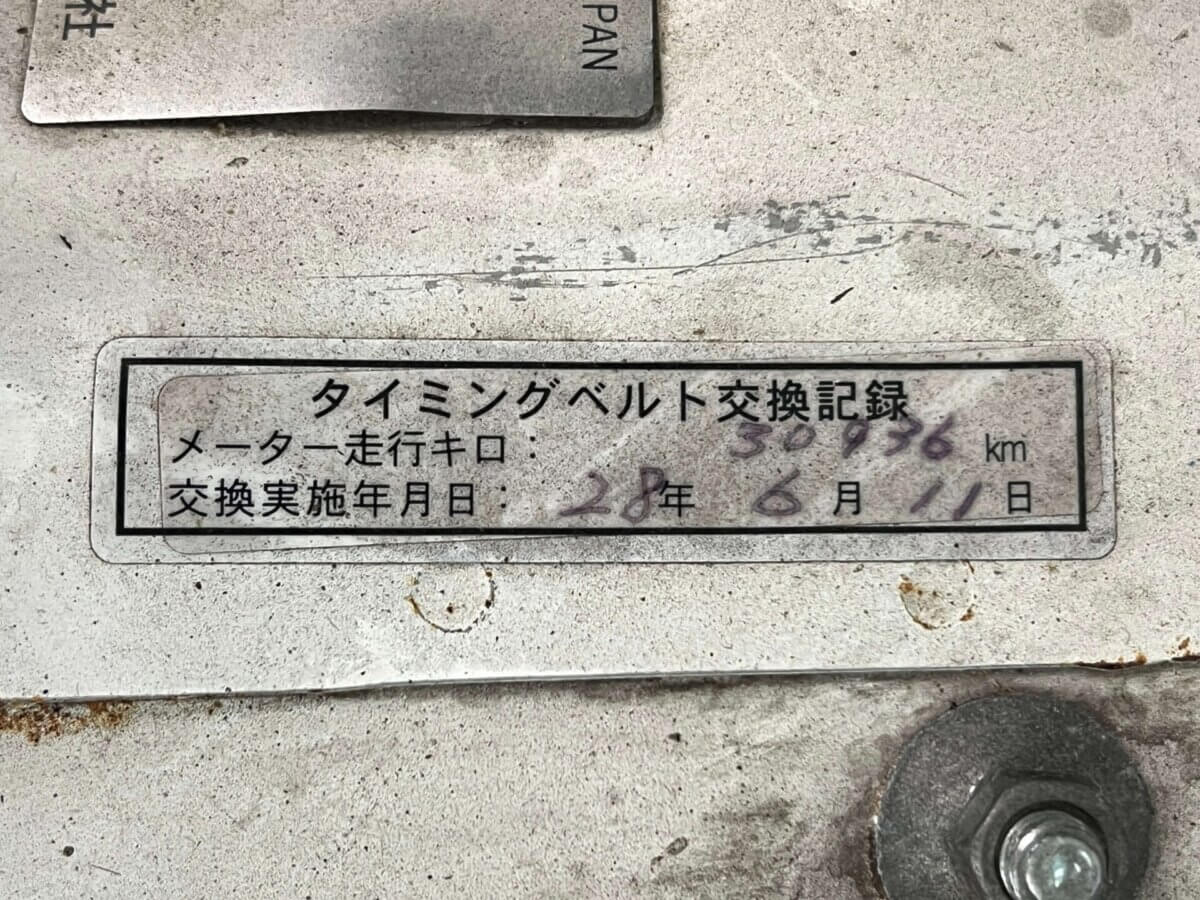 社
PAN
タイミングベルト交換記録
メーター走行キロ： 30936 km
交換実施年月日： 28年 6月 11日